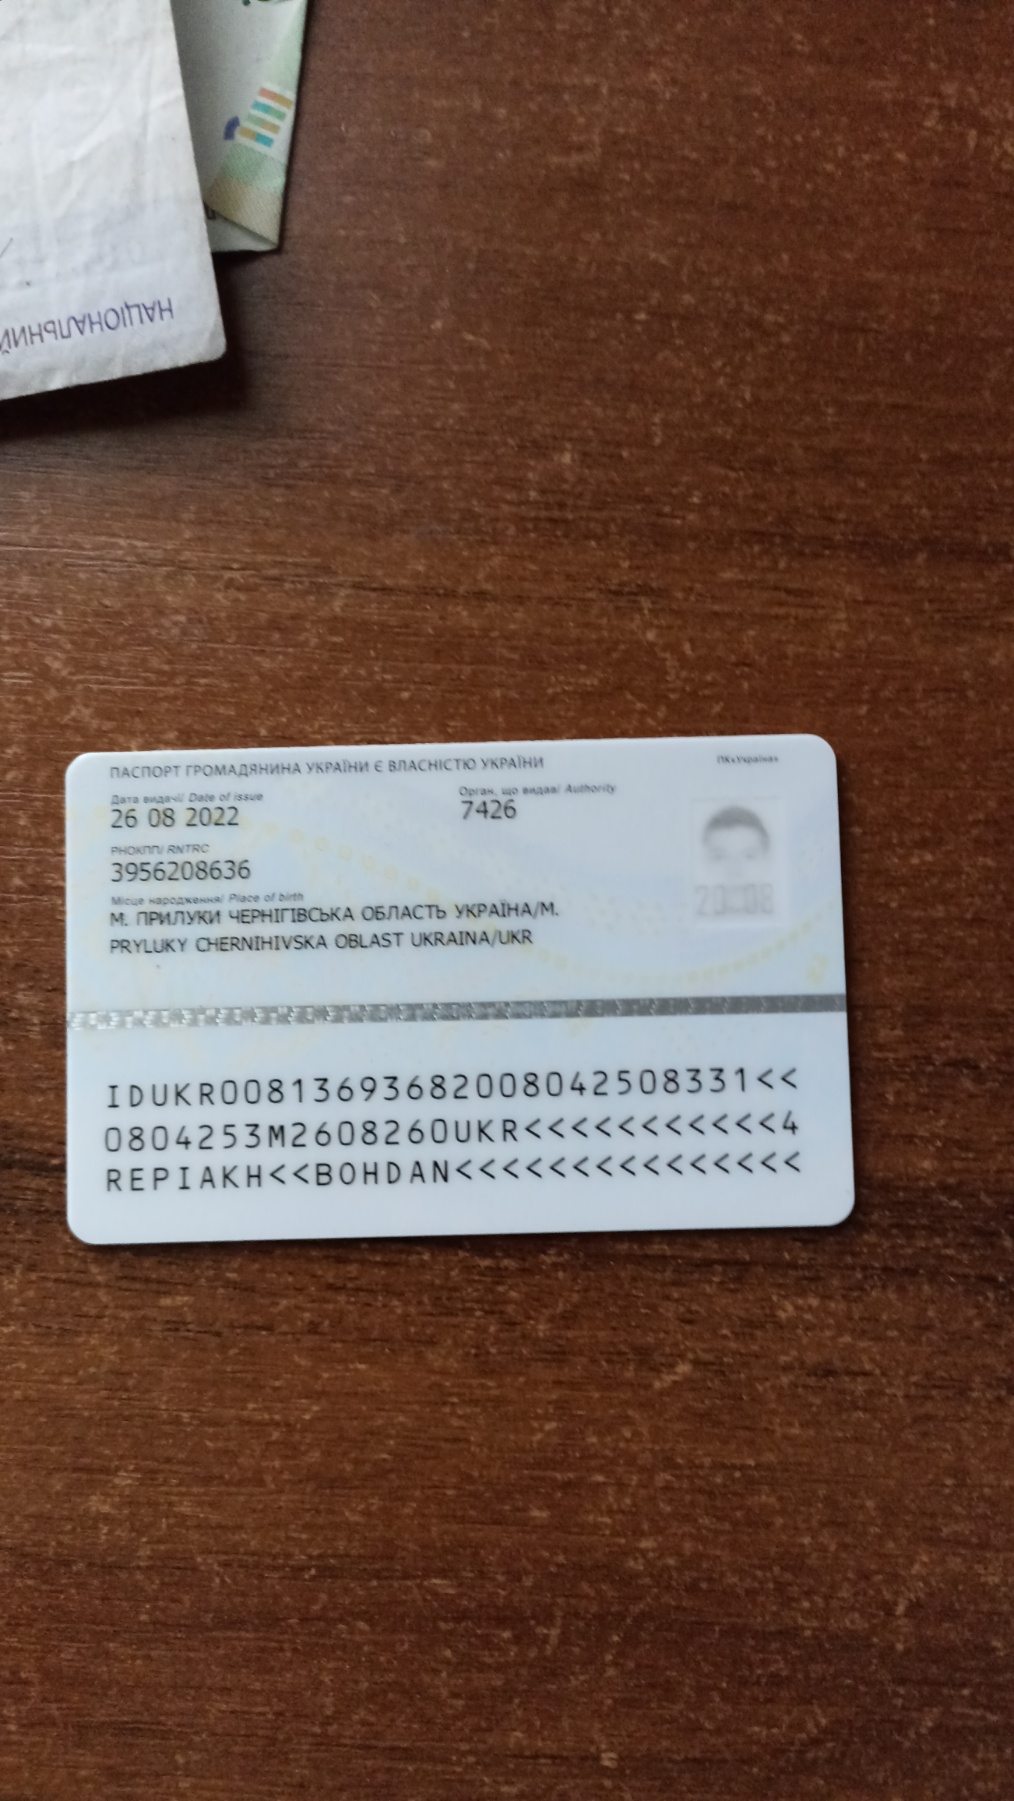 НАЦІОНАЛЬНИЙ
ПАСПОРТ ГРОМАДЯНИНА УКРАЇНИ Є ВЛАСНІСТЮ УКРАЇНИ
ПК«Україна»
Дата видачі/ Date of issue
Орган, що видав/ Authority
26 08 2022
7426
РНОКПП/ RNTRC
3956208636
Місце народження/ Place of birth
М. ПРИЛУКИ ЧЕРНІГІВСЬКА ОБЛАСТЬ УКРАЇНА/М.
PRYLUKY CHERNIHIVSKA OBLAST UKRAINA/UKR
IDUKR00813693682008042508331<<
0804253M2608260UKR<<<<<<<<<<<4
REPIAKH<<BOHDAN<<<<<<<<<<<<<<<